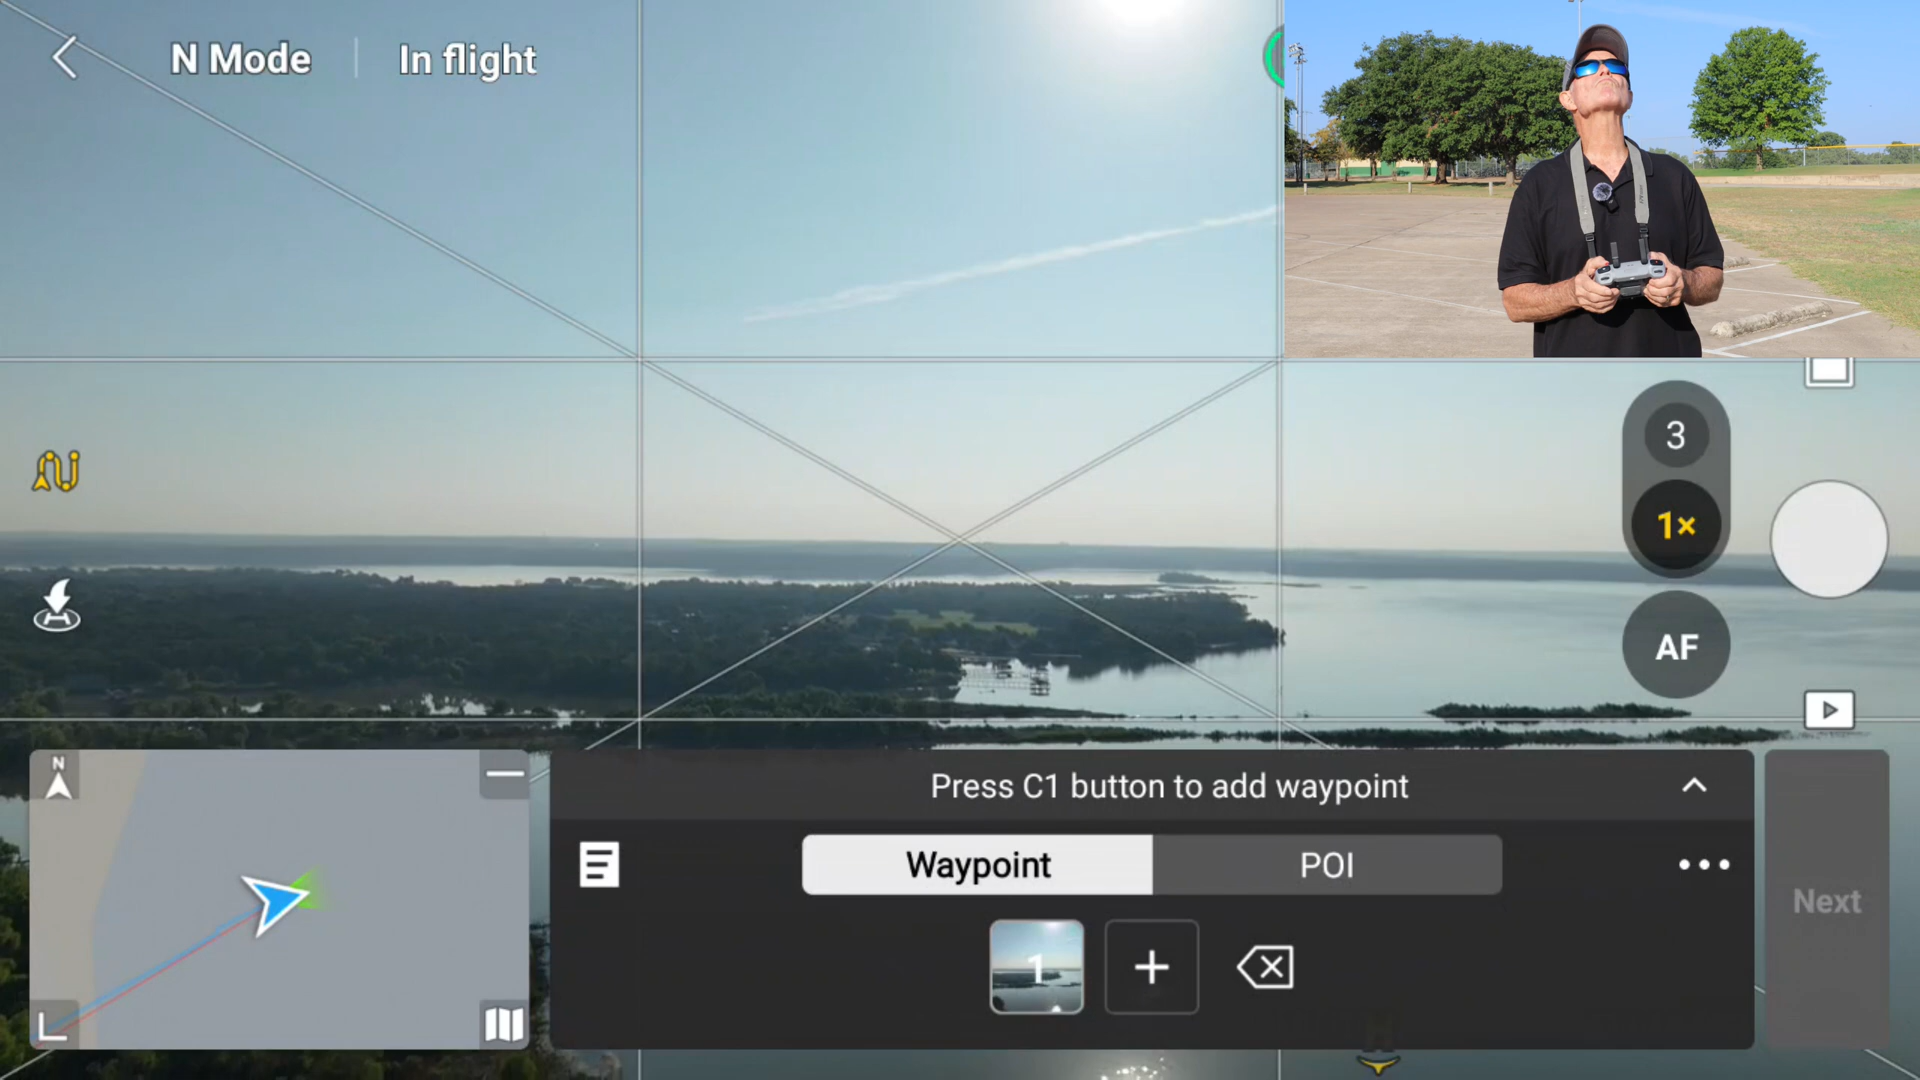 N Mode
In flight
3
1×
AF
N
Press C1 button to add waypoint
Waypoint
POI
Next
1